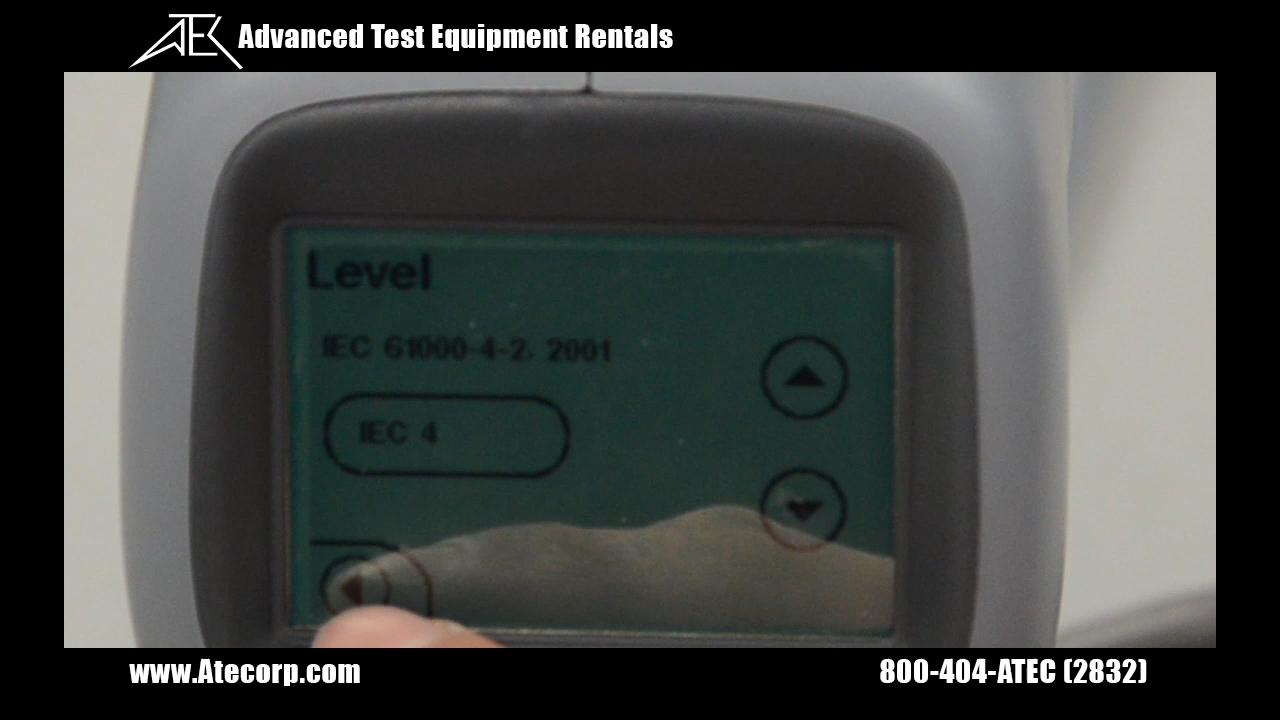 ATEC Advanced Test Equipment Rentals
Level
IEC 61000-4-2, 2001
IEC 4
www.Atecorp.com
800-404-ATEC (2832)